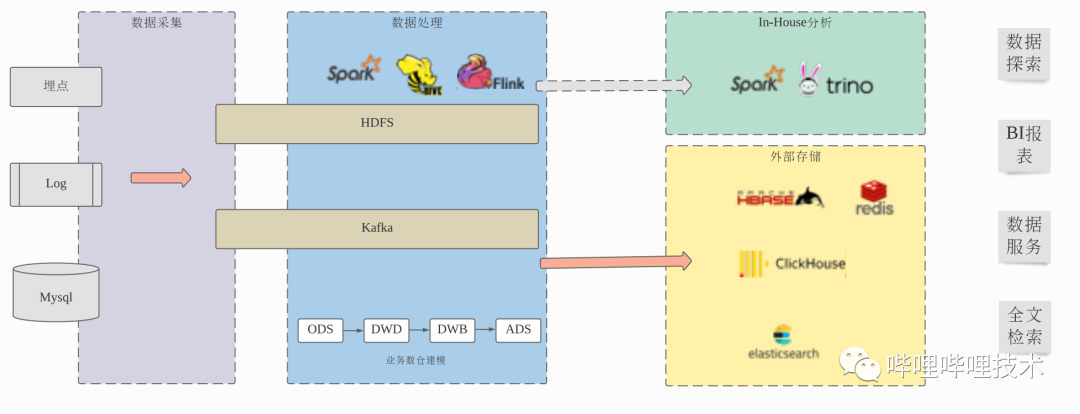 数据采集
埋点
Log
Mysql
数据处理
Spark
HIVE
Flink
HDFS
Kafka
ODS
DWD
DWB
ADS
业务数仓建模
In-House分析
Spark
trino
外部存储
APACHE
HBASE
redis
ClickHouse
elasticsearch
数据
探索
BI报
表
数据
服务
全文
检索
哔哩哔哩技术